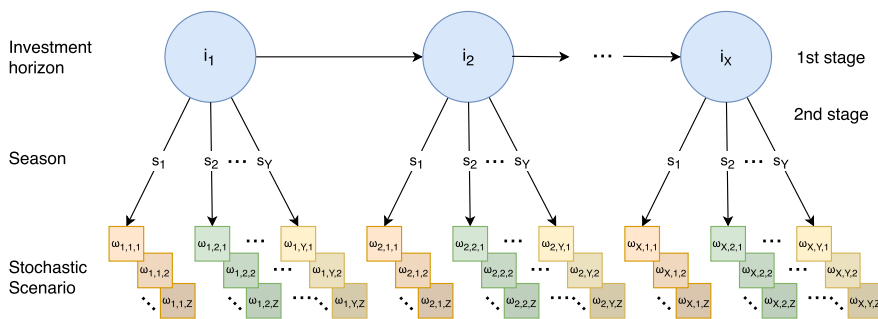 Investment
horizon
i1
i2
...
iX
1st stage
2nd stage
Season
s1
s2
...
sY
s1
s2
...
sY
s1
s2
...
sY
Stochastic
Scenario
ω1,1,1
ω1,2,1
...
ω1,Y,1
ω2,1,1
ω2,2,1
...
ω2,Y,1
ωX,1,1
ωX,2,1
...
ωX,Y,1
ω1,1,2
ω1,2,2
...
ω1,Y,2
ω2,1,2
ω2,2,2
...
ω2,Y,2
ωX,1,2
ωX,2,2
...
ωX,Y,2
ω1,1,Z
ω1,2,Z
ω1,Y,Z
ω2,1,Z
ω2,2,Z
ω2,Y,Z
ωX,1,Z
ωX,2,Z
ωX,Y,Z